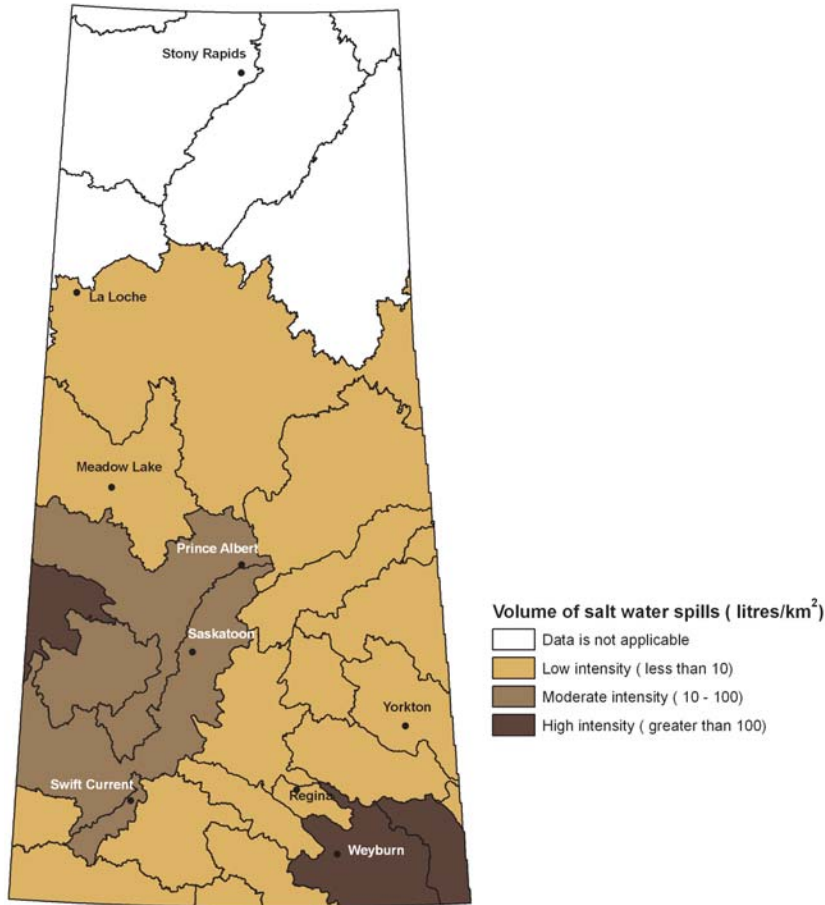 Stony Rapids
La Loche
Meadow Lake
Prince Albert
Saskatoon
Yorkton
Swift Current
Regina
Weyburn
Volume of salt water spills ( litres/km²)
Data is not applicable
Low intensity ( less than 10)
Moderate intensity ( 10 - 100)
High intensity ( greater than 100)